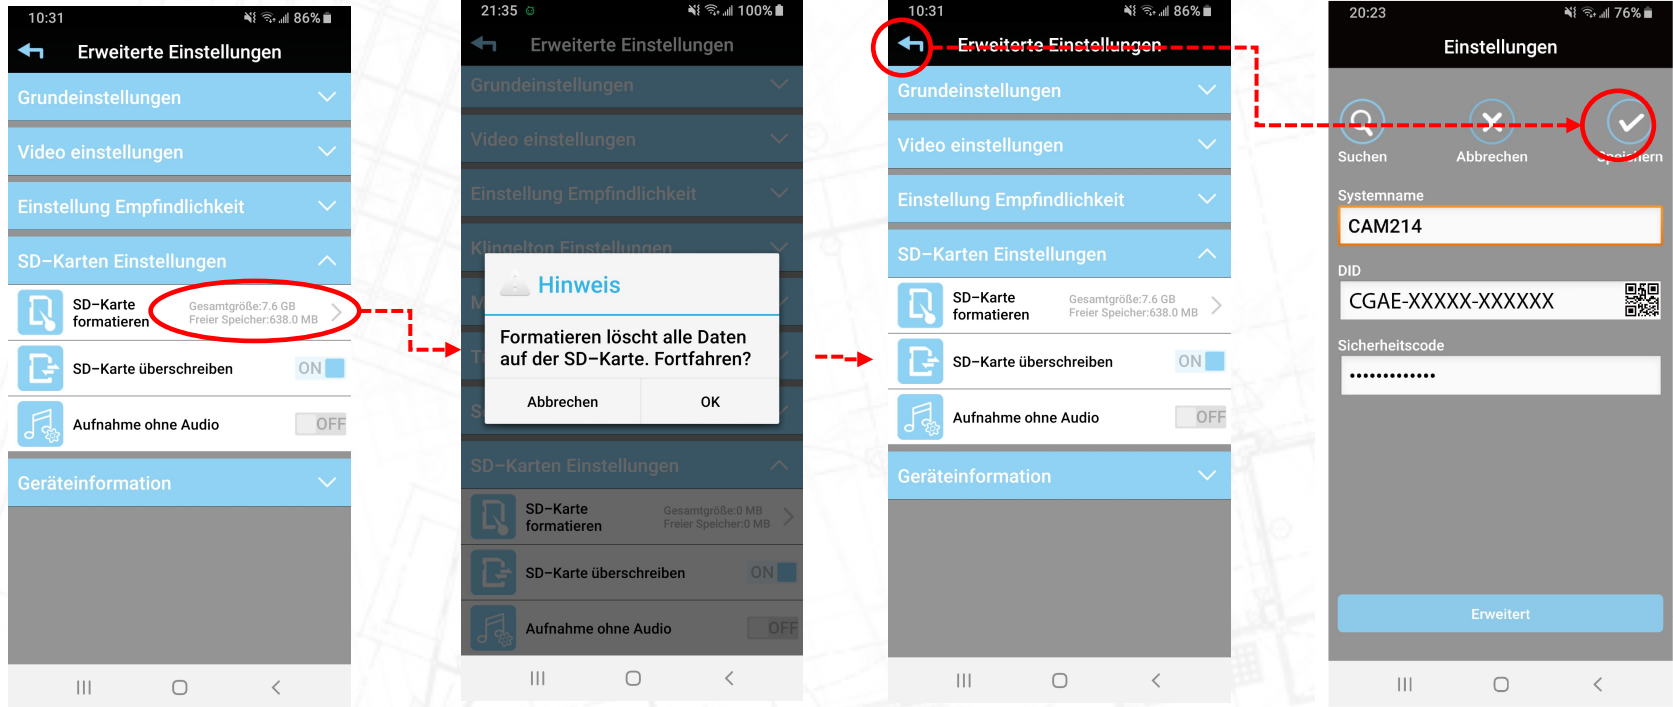 10:31
86%
Erweiterte Einstellungen
Grundeinstellungen
Video einstellungen
Einstellung Empfindlichkeit
SD-Karten Einstellungen
SD-Karte
formatieren
Gesamtgröße:7.6 GB
Freier Speicher:638.0 MB
SD-Karte überschreiben
ON
Aufnahme ohne Audio
OFF
Geräteinformation
21:35
100%
Erweiterte Einstellungen
Grundeinstellungen
Video einstellungen
Einstellung Empfindlichkeit
Klingelton Einstellungen
Hinweis
Formatieren löscht alle Daten
auf der SD-Karte. Fortfahren?
Abbrechen
OK
SD-Karten Einstellungen
SD-Karte
formatieren
Gesamtgröße:0 MB
Freier Speicher:0 MB
SD-Karte überschreiben
ON
Aufnahme ohne Audio
OFF
10:31
86%
Erweiterte Einstellungen
Grundeinstellungen
Video einstellungen
Einstellung Empfindlichkeit
SD-Karten Einstellungen
SD-Karte
formatieren
Gesamtgröße:7.6 GB
Freier Speicher:638.0 MB
SD-Karte überschreiben
ON
Aufnahme ohne Audio
OFF
Geräteinformation
20:23
76%
Einstellungen
Suchen
Abbrechen
Speichern
Systemname
CAM214
DID
CGAE-XXXXX-XXXXXX
Sicherheitscode
•••••••••••••
Erweitert